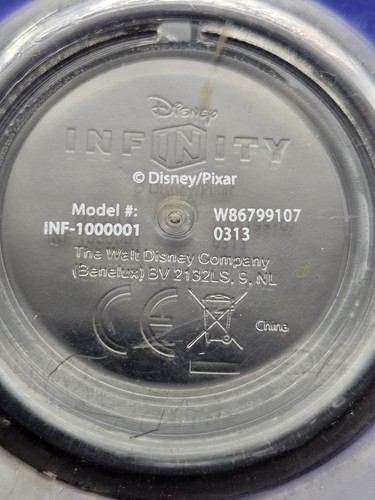 Disney
INFINITY
© Disney/Pixar
Model #: W86799107
INF-1000001 0313
The Walt Disney Company
(Benelux) BV 2132LS, 9, NL
CE
China